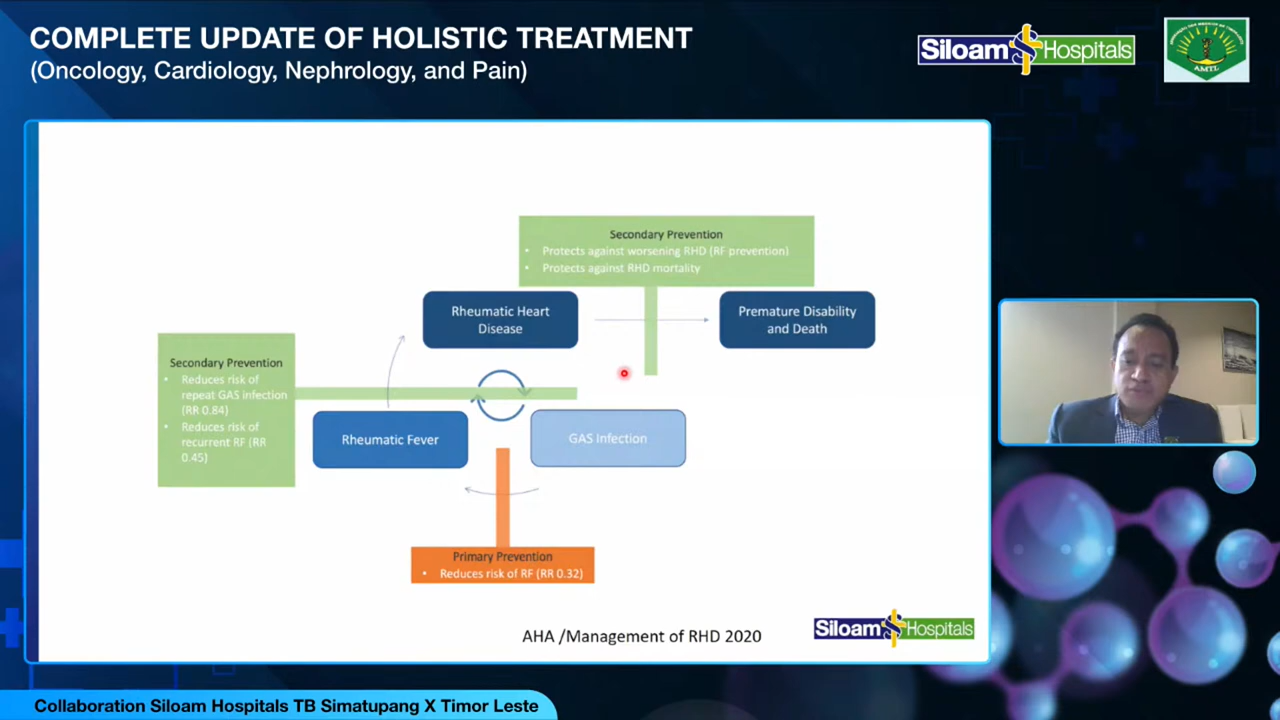 COMPLETE UPDATE OF HOLISTIC TREATMENT
(Oncology, Cardiology, Nephrology, and Pain)
Siloam Hospitals
AMTL
Secondary Prevention
• Protects against worsening RHD (RF prevention)
• Protects against RHD mortality
Rheumatic Heart
Disease
Premature Disability
and Death
Secondary Prevention
• Reduces risk of
repeat GAS infection
(RR 0.84)
• Reduces risk of
recurrent RF (RR
0.45)
Rheumatic Fever
GAS Infection
Primary Prevention
• Reduces risk of RF (RR 0.32)
AHA /Management of RHD 2020
Siloam Hospitals
Collaboration Siloam Hospitals TB Simatupang X Timor Leste